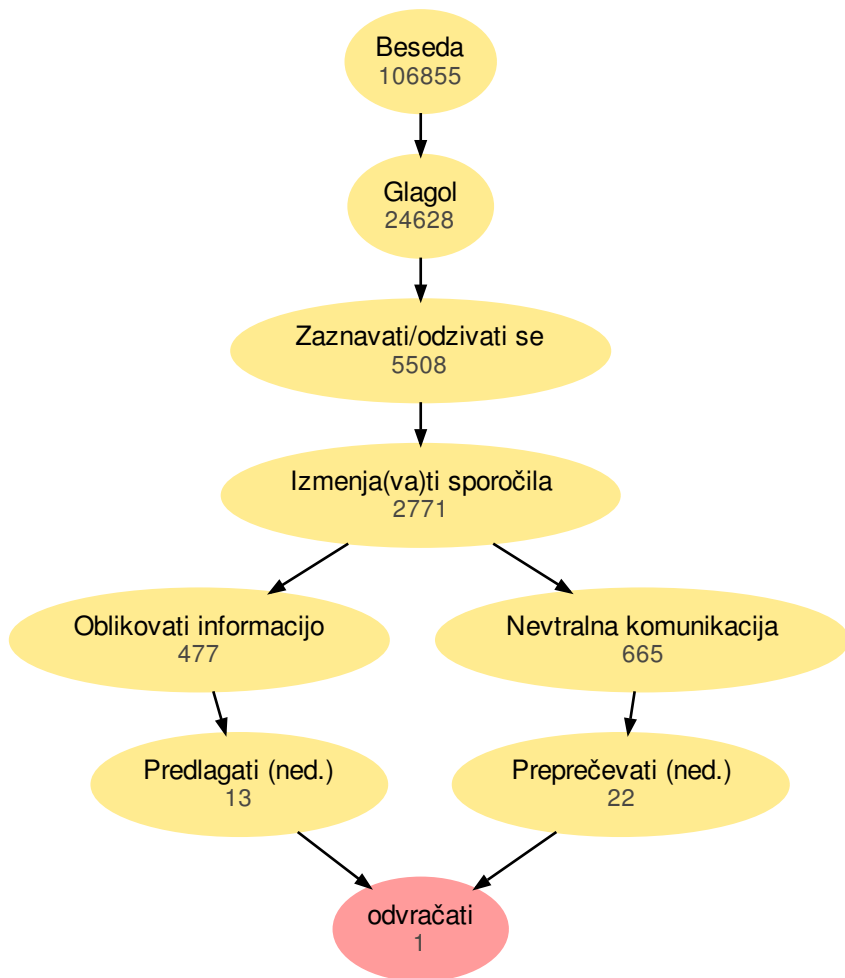 Beseda
106855
Glagol
24628
Zaznavati/odzivati se
5508
Izmenja(va)ti sporočila
2771
Oblikovati informacijo
477
Nevtralna komunikacija
665
Predlagati (ned.)
13
Preprečevati (ned.)
22
odvračati
1